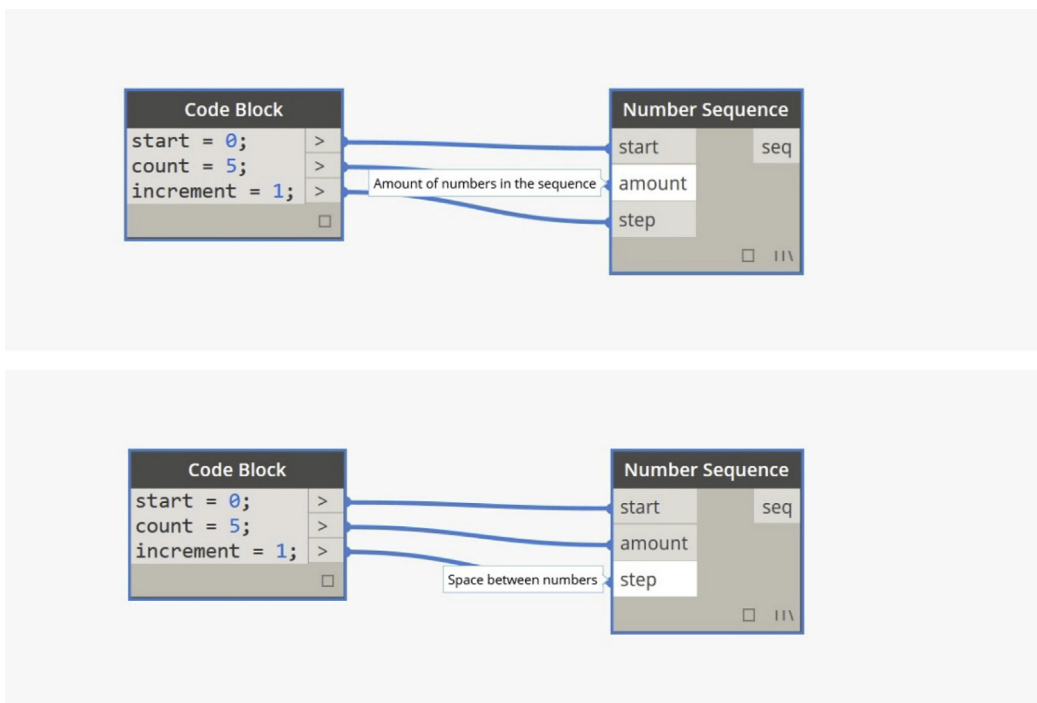 Code Block
start = 0; >
count = 5; >
increment = 1; >
Number Sequence
start seq
Amount of numbers in the sequence
amount
step
Code Block
start = 0; >
count = 5; >
increment = 1; >
Number Sequence
start seq
amount
Space between numbers
step